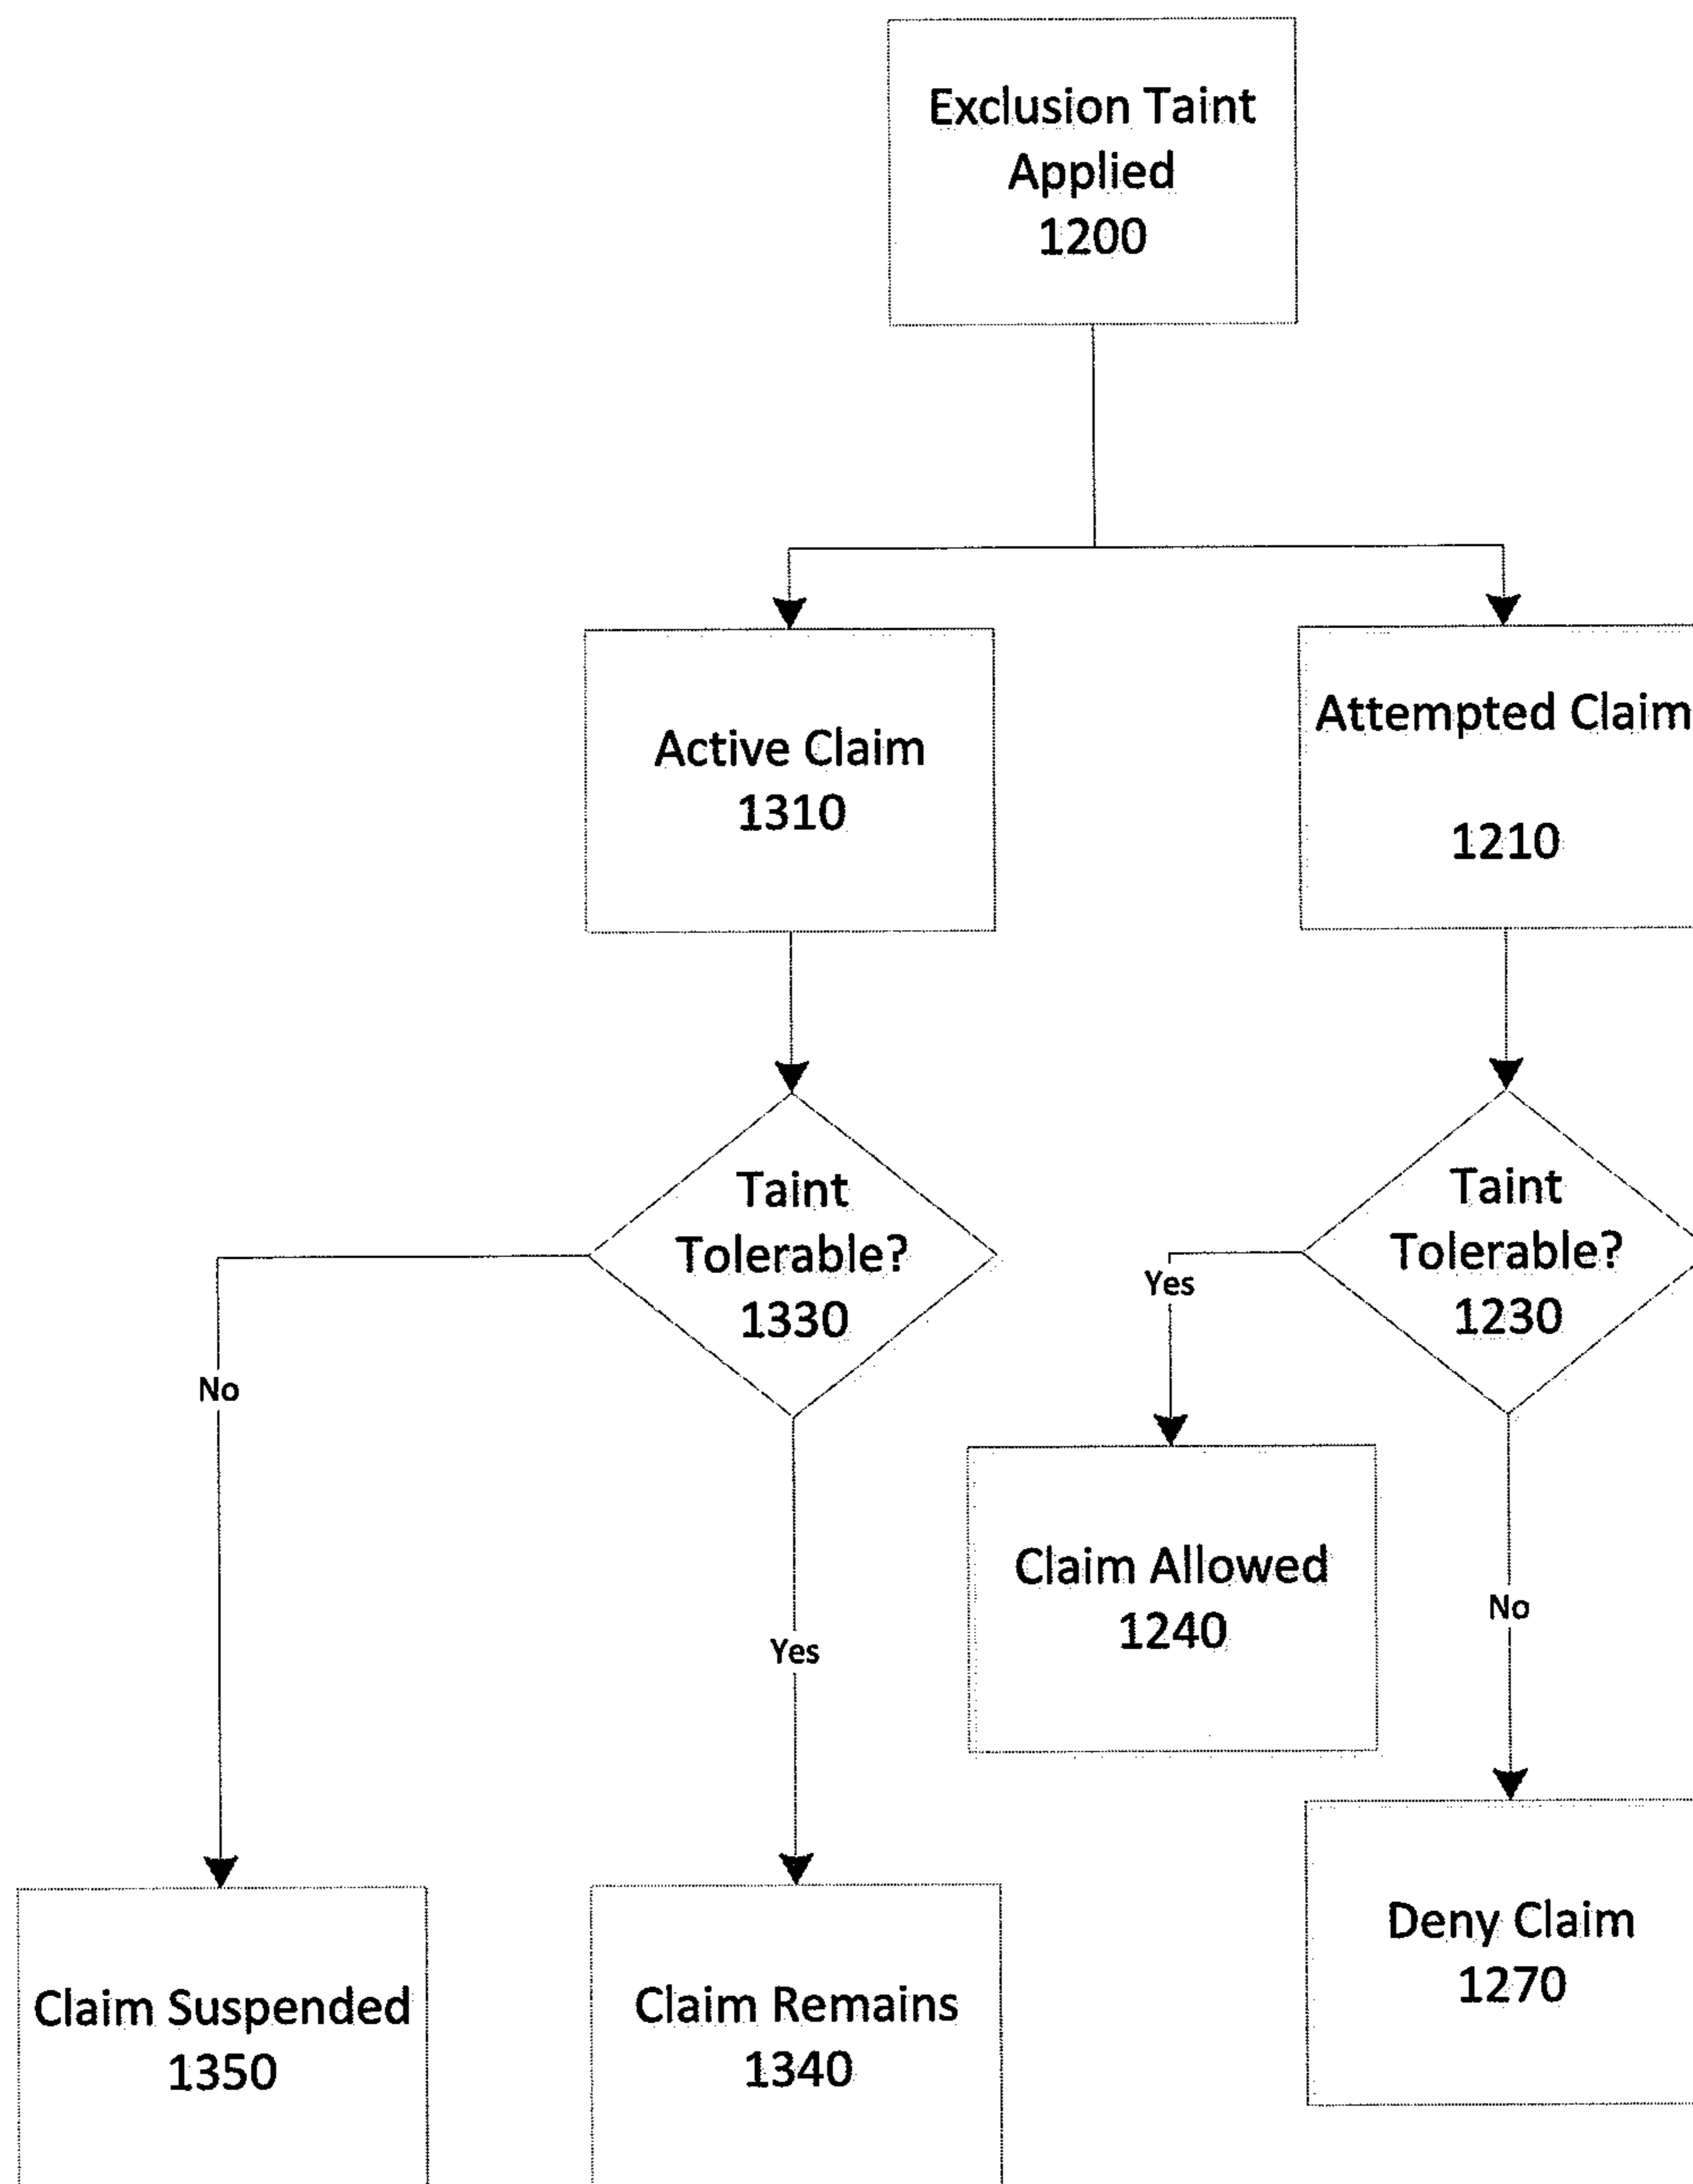 Exclusion Taint
Applied
1200
Active Claim
1310
Attempted Claim
1210
Taint
Tolerable?
1330
Taint
Tolerable?
1230
Yes
No
Claim Allowed
1240
No
Yes
Deny Claim
1270
Claim Suspended
1350
Claim Remains
1340